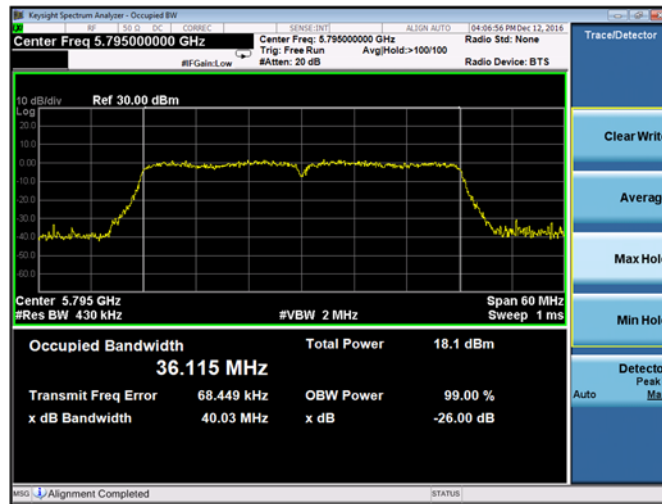 Keysight Spectrum Analyzer - Occupied BW
RF 50 Ω DC CORREC SENSE:INT ALIGN AUTO 04:06:56 PM Dec 12, 2016
Center Freq 5.795000000 GHz
Center Freq: 5.795000000 GHz Radio Std: None
Trig: Free Run Avg|Hold:>100/100
#IFGain:Low #Atten: 20 dB Radio Device: BTS
Trace/Detector
10 dB/div Ref 30.00 dBm
Log
20.0
10.0
0.00
-10.0
-20.0
-30.0
-40.0
-50.0
-60.0
Center 5.795 GHz Span 60 MHz
#Res BW 430 kHz #VBW 2 MHz Sweep 1 ms
Occupied Bandwidth Total Power 18.1 dBm
36.115 MHz
Transmit Freq Error 68.449 kHz OBW Power 99.00 %
x dB Bandwidth 40.03 MHz x dB -26.00 dB
Clear Write
Averag
Max Hol
Min Hol
Detecto
Peak
Auto Ma
MSG Alignment Completed STATUS